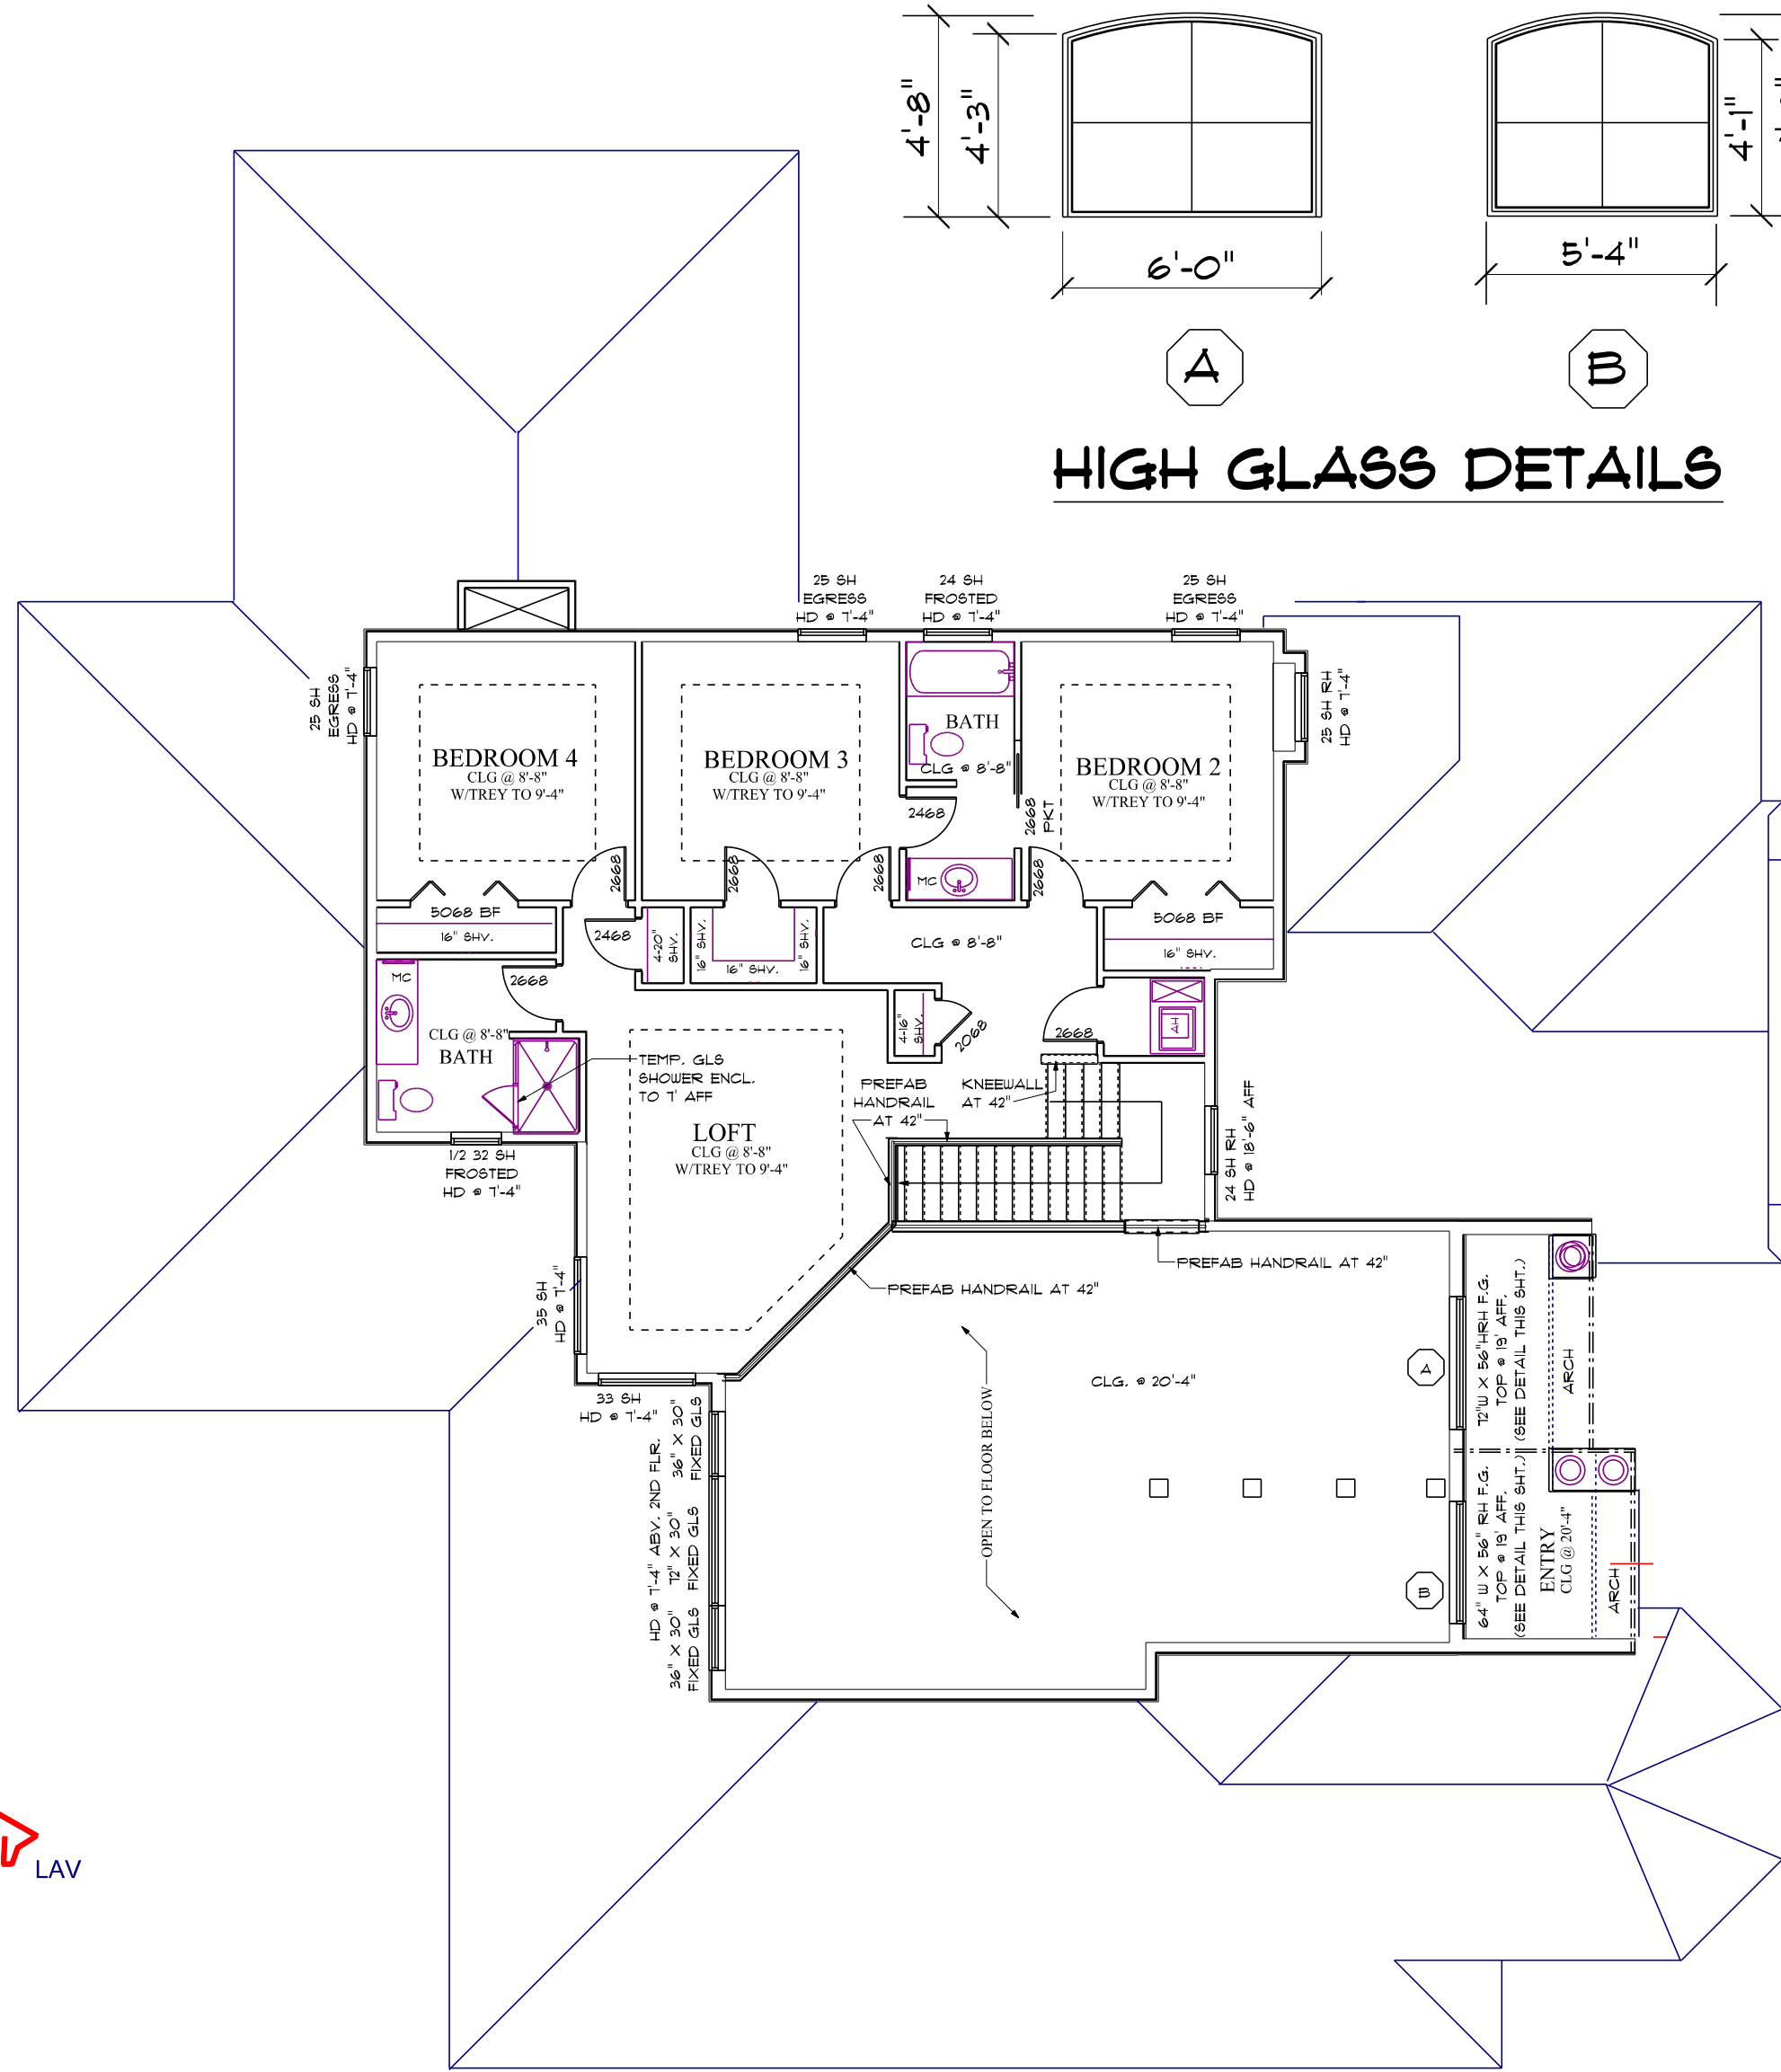 4'-8"
4'-3"
6'-0"
4'-1"
5'-4"
A
B
HIGH GLASS DETAILS
25 SH
EGRESS
HD @ 7'-4"
24 SH
FROSTED
HD @ 7'-4"
25 SH
EGRESS
HD @ 7'-4"
25 SH
EGRESS
HD @ 7'-4"
25 SH RH
HD @ 7'-4"
BEDROOM 4
CLG @ 8'-8"
W/TREY TO 9'-4"
BEDROOM 3
CLG @ 8'-8"
W/TREY TO 9'-4"
BATH
CLG @ 8'-8"
BEDROOM 2
CLG @ 8'-8"
W/TREY TO 9'-4"
2468
2668
PKT
2668
2668
2668
MC
2668
5068 BF
16" SHV.
2468
4-20"
SHV.
16" SHV.
16" SHV.
16" SHV.
CLG @ 8'-8"
5068 BF
16" SHV.
MC
2668
CLG @ 8'-8"
BATH
4-16"
SHV.
2068
2668
AH
TEMP. GLS
SHOWER ENCL.
TO 7' AFF
PREFAB
HANDRAIL
AT 42"
KNEEWALL
AT 42"
LOFT
CLG @ 8'-8"
W/TREY TO 9'-4"
24 SH RH
HD @ 18'-6" AFF
1/2 32 SH
FROSTED
HD @ 7'-4"
35 SH
HD @ 7'-4"
PREFAB HANDRAIL AT 42"
PREFAB HANDRAIL AT 42"
33 SH
HD @ 7'-4"
HD @ 7'-4" ABV. 2ND FLR.
36" X 30"
FIXED GLS
72" X 30"
FIXED GLS
36" X 30"
FIXED GLS
OPEN TO FLOOR BELOW
CLG. @ 20'-4"
A
72"W X 56"HRH F.G.
TOP @ 19' AFF.
(SEE DETAIL THIS SHT.)
ARCH
B
64" W X 56" RH F.G.
TOP @ 19' AFF.
(SEE DETAIL THIS SHT.)
ENTRY
CLG @ 20'-4"
ARCH
LAV